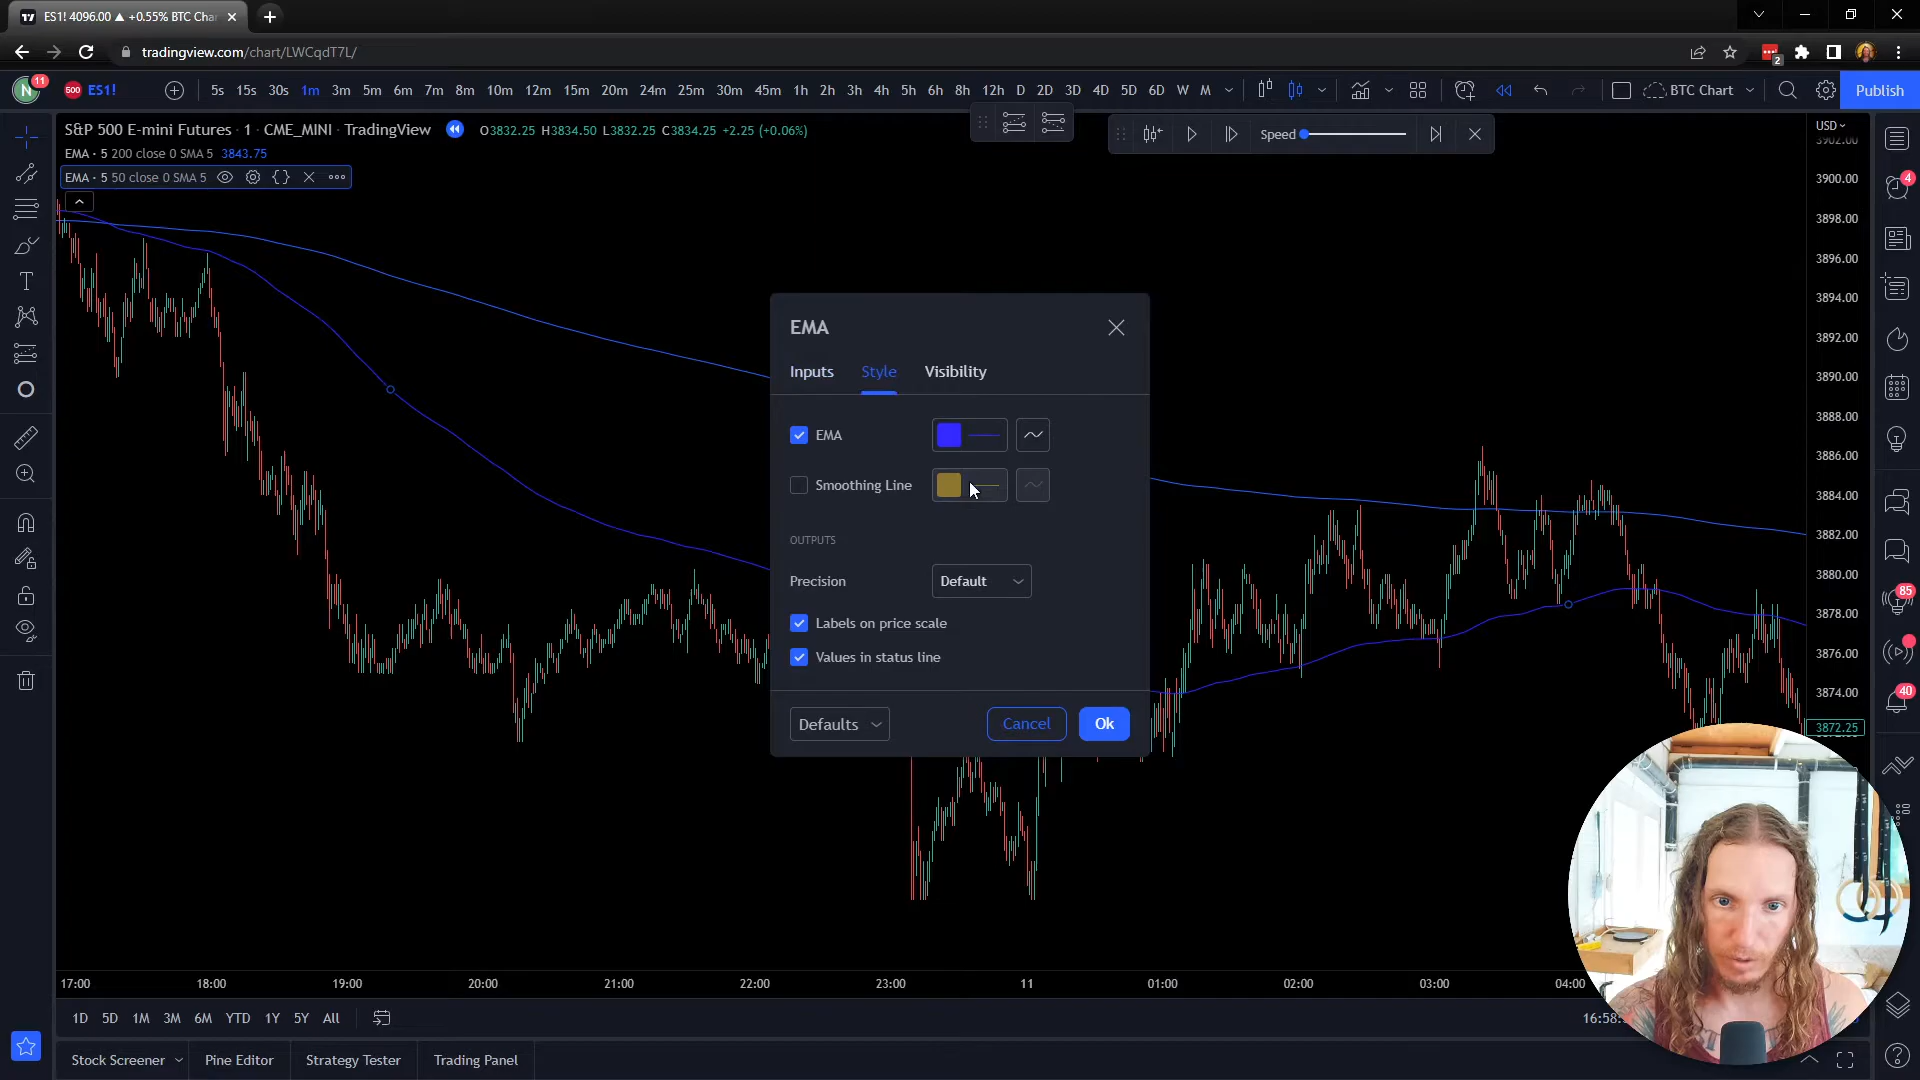 ES1! 4096.00 ▲ +0.55% BTC Cha
tradingview.com/chart/LWCqdT7L/
2
N 11 500 ES1! 5s 15s 30s 1m 3m 5m 6m 7m 8m 10m 12m 15m 20m 24m 25m 30m 45m 1h 2h 3h 4h 5h 6h 8h 12h D 2D 3D 4D 5D 6D W M BTC Chart Publish
S&P 500 E-mini Futures · 1 · CME_MINI · TradingView O3832.25 H3834.50 L3832.25 C3834.25 +2.25 (+0.06%)
Speed
USD
EMA · 5 200 close 0 SMA 5 3843.75
EMA · 5 50 close 0 SMA 5
3902.00
3900.00
3898.00
3896.00
3894.00
3892.00
3890.00
3888.00
3886.00
3884.00
3882.00
3880.00
3878.00
3876.00
3874.00
3872.25
4
85
40
EMA
Inputs Style Visibility
EMA
Smoothing Line
OUTPUTS
Precision Default
Labels on price scale
Values in status line
Defaults Cancel Ok
17:00 18:00 19:00 20:00 21:00 22:00 23:00 11 01:00 02:00 03:00 04:00
1D 5D 1M 3M 6M YTD 1Y 5Y All
16:58:
Stock Screener Pine Editor Strategy Tester Trading Panel